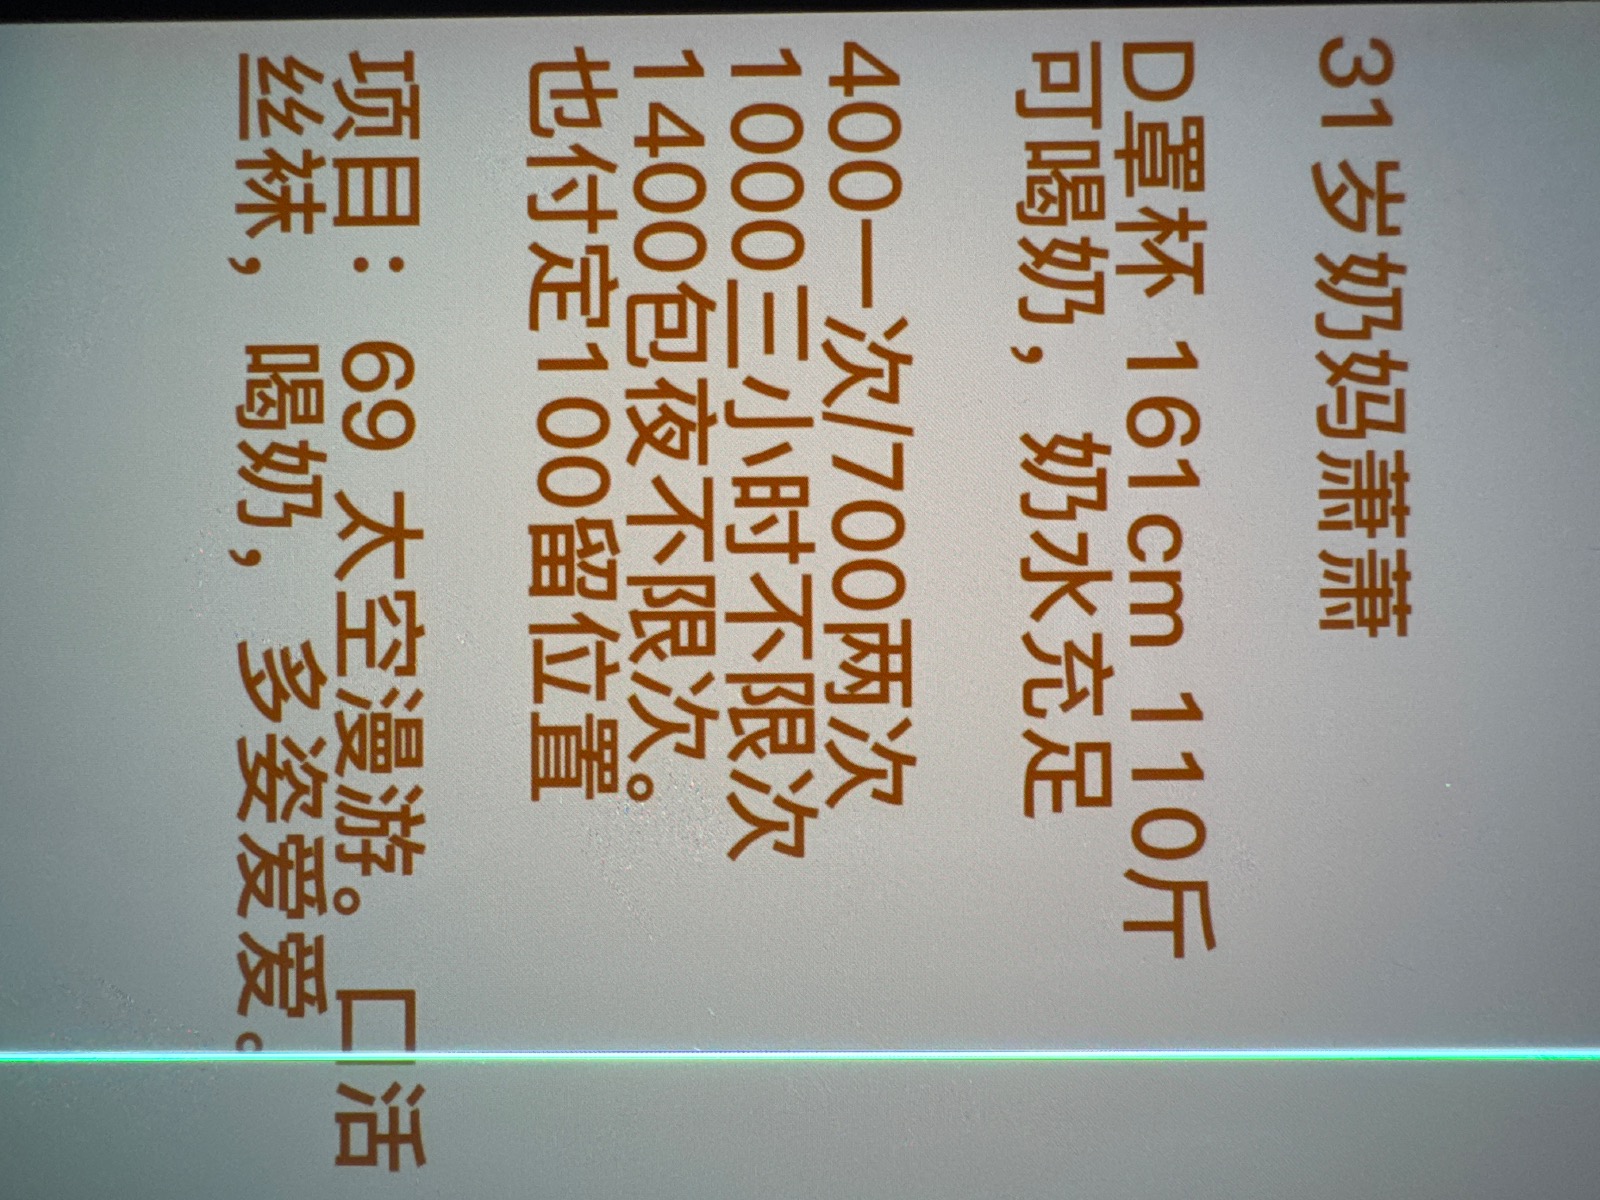 31岁奶妈萧萧
D罩杯 161cm 110斤
可喝奶，奶水充足
400一次/700两次
1000三小时不限次
1400包夜不限次。
也付定100留位置
项目：69 太空漫游。 口活
丝袜，喝奶，多姿爱爱。